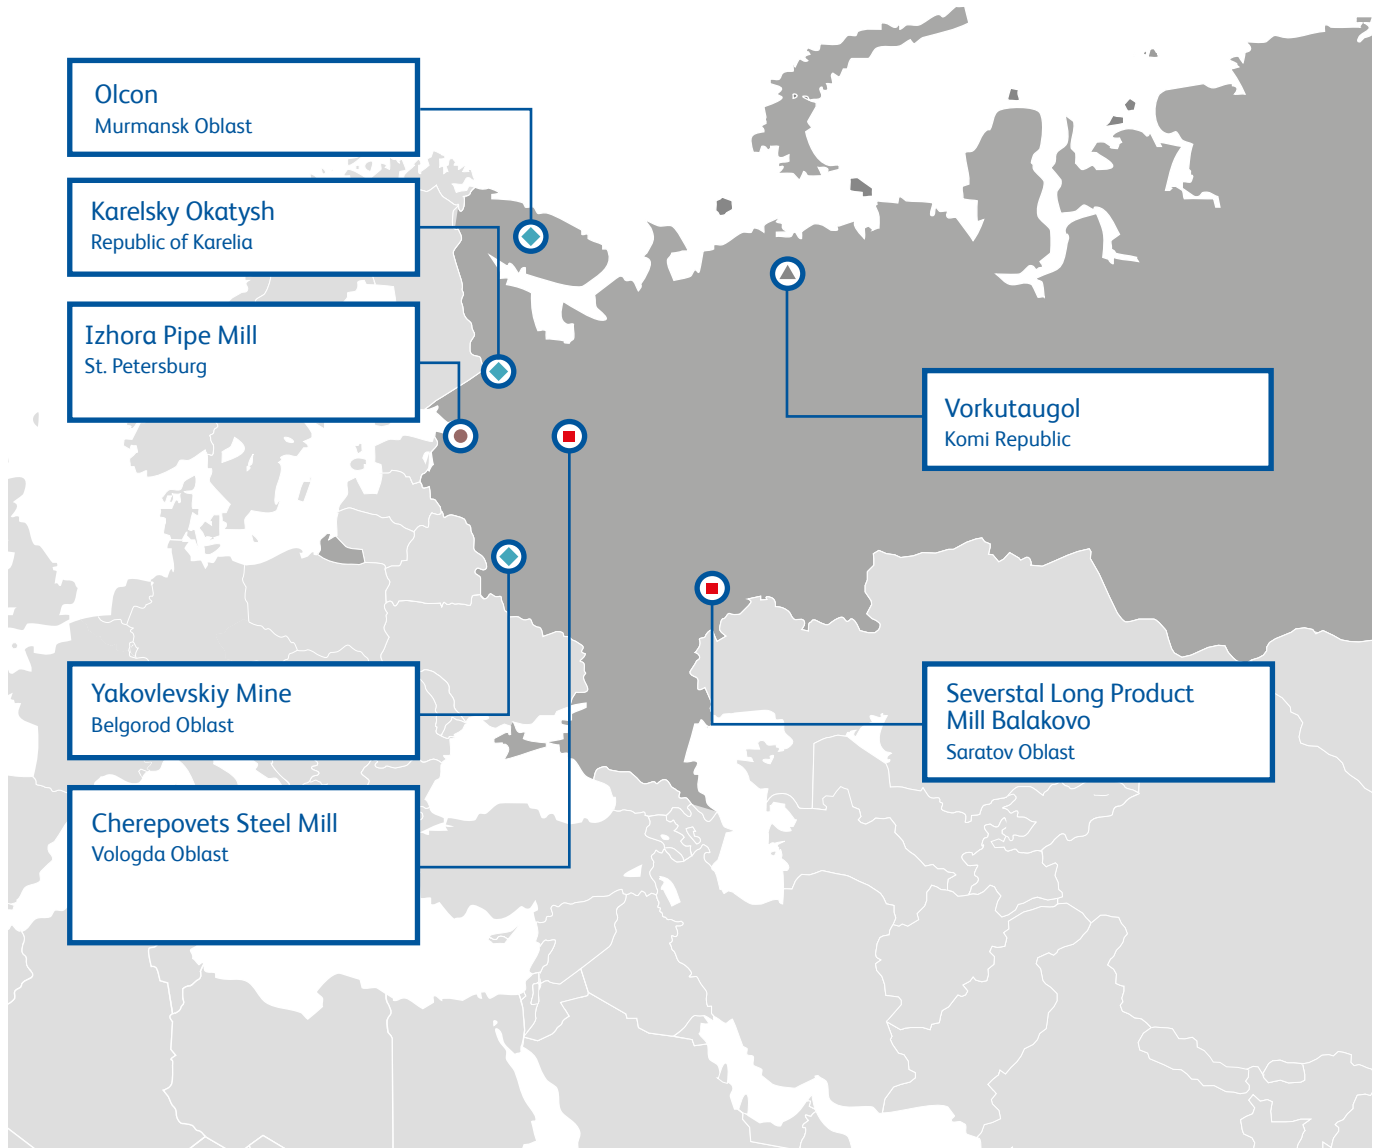 Olcon
Murmansk Oblast
Karelsky Okatysh
Republic of Karelia
Izhora Pipe Mill
St. Petersburg
Vorkutaugol
Komi Republic
Yakovlevskiy Mine
Belgorod Oblast
Severstal Long Product
Mill Balakovo
Saratov Oblast
Cherepovets Steel Mill
Vologda Oblast